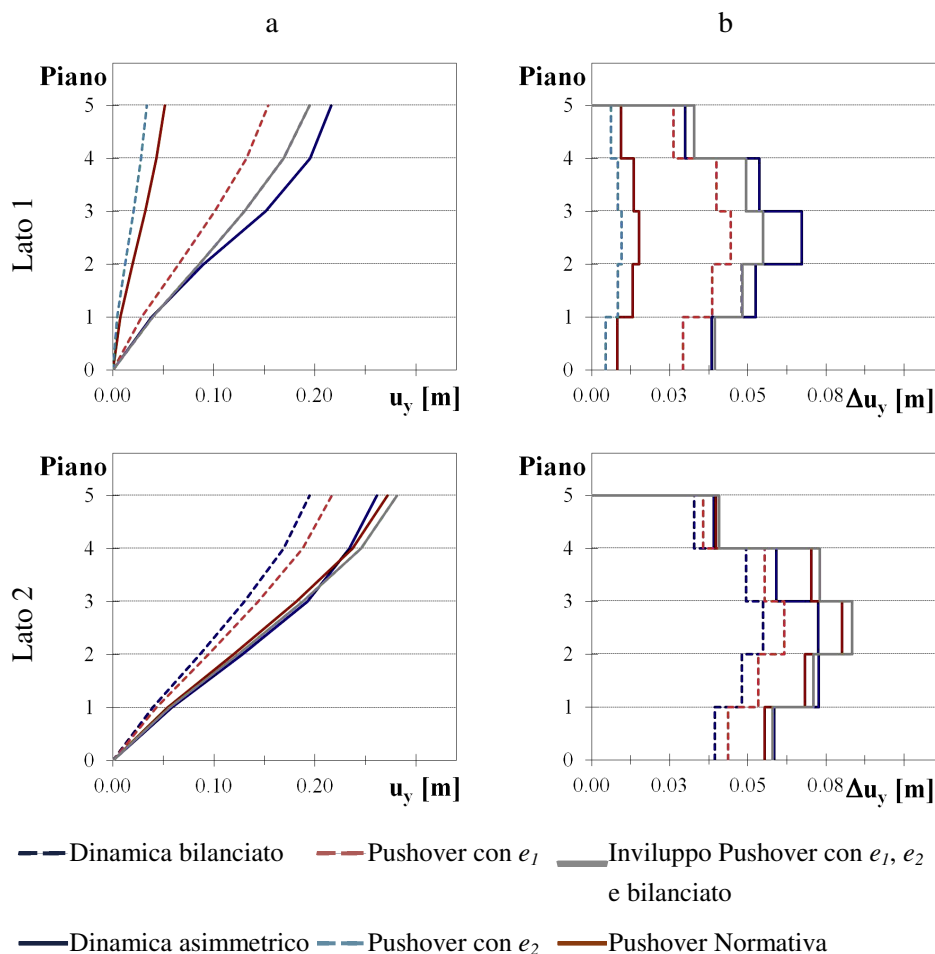 a
b
Piano
Piano
5
5
4
4
3
3
2
2
1
1
0
0
0.00 0.10 0.20 u_y [m]
0.00 0.03 0.05 0.08 Δu_y [m]
Lato 1
Piano
Piano
5
5
4
4
3
3
2
2
1
1
0
0
0.00 0.10 0.20 u_y [m]
0.00 0.03 0.05 0.08 Δu_y [m]
Lato 2
Dinamica bilanciato
Pushover con e_1
Inviluppo Pushover con e_1, e_2
e bilanciato
Dinamica asimmetrico
Pushover con e_2
Pushover Normativa